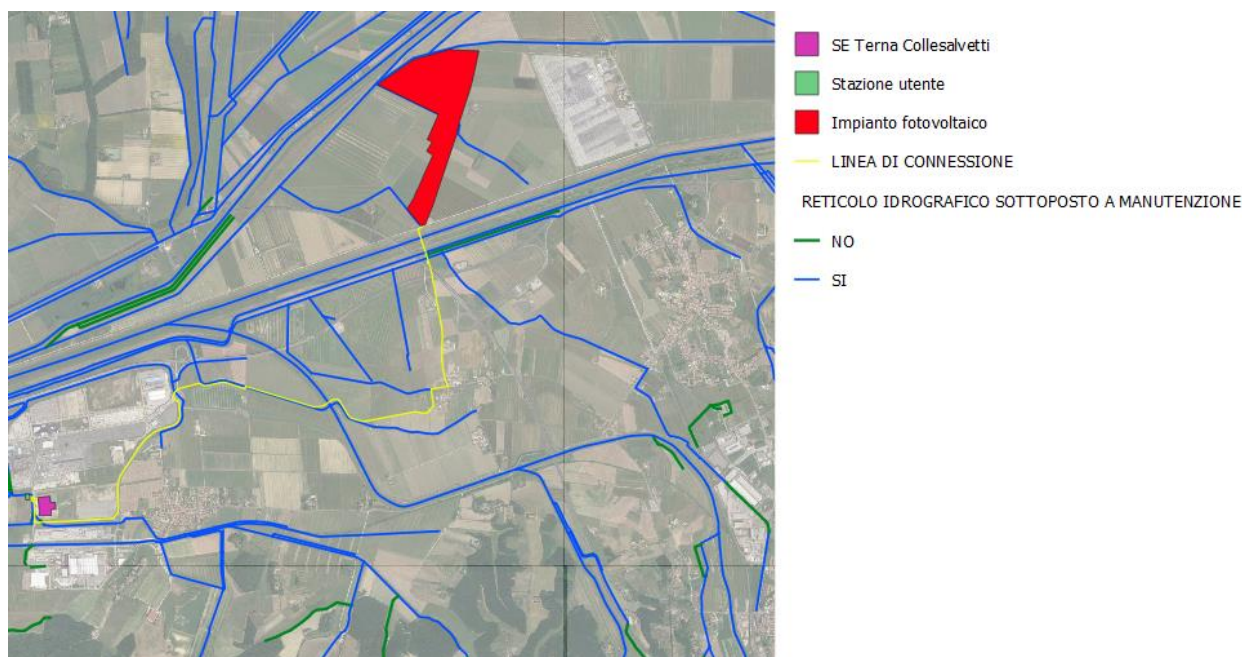 SE Terna Collesalvetti
Stazione utente
Impianto fotovoltaico
LINEA DI CONNESSIONE
RETICOLO IDROGRAFICO SOTTOPOSTO A MANUTENZIONE
NO
SI